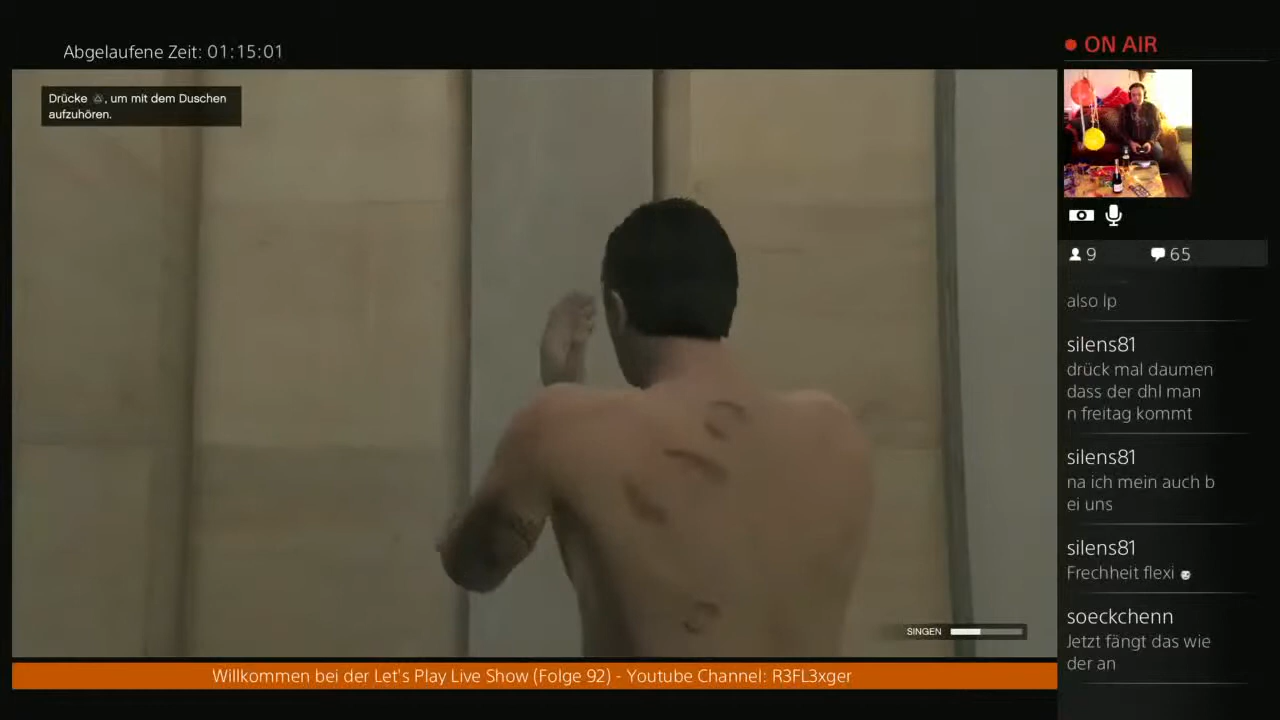 Abgelaufene Zeit: 01:15:01
ON AIR
Drücke △, um mit dem Duschen
aufzuhören.
9 65
also lp
silens81
drück mal daumen
dass der dhl man
n freitag kommt
silens81
na ich mein auch b
ei uns
silens81
Frechheit flexi
soeckchenn
Jetzt fängt das wie
der an
SINGEN
Willkommen bei der Let's Play Live Show (Folge 92) - Youtube Channel: R3FL3xger